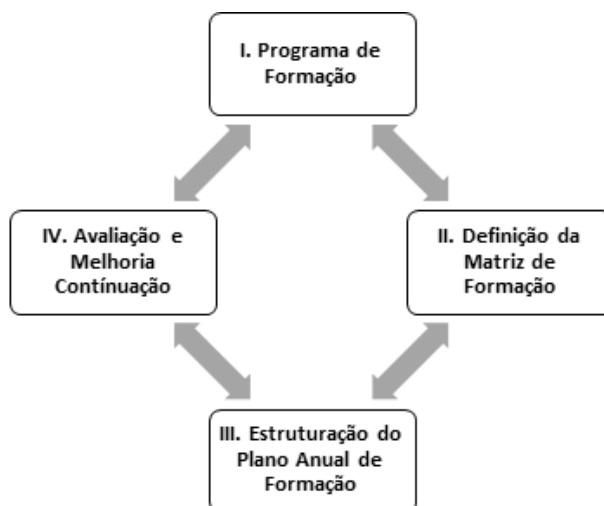 I. Programa de
Formação
IV. Avaliação e
Melhoria
Contínuação
II. Definição da
Matriz de
Formação
III. Estruturação do
Plano Anual de
Formação